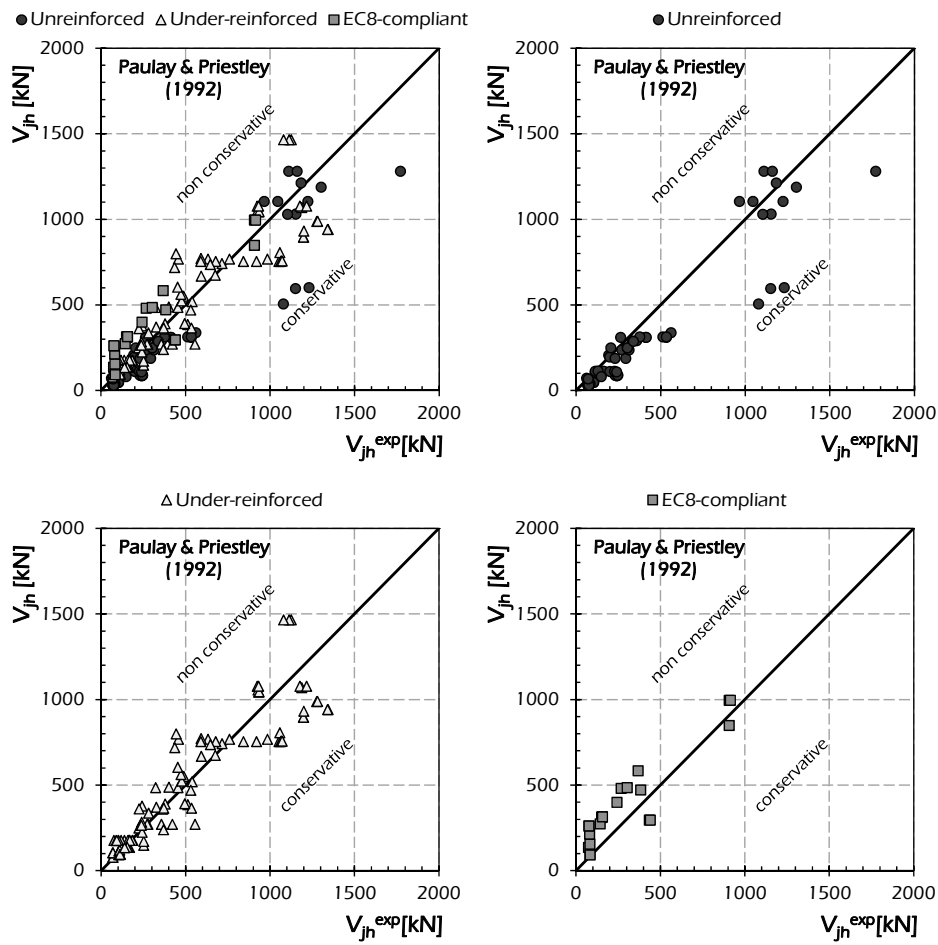 Unreinforced Under-reinforced EC8-compliant
2000
1500
1000
500
0
V_jh [kN]
Paulay & Priestley
(1992)
non conservative
conservative
0 500 1000 1500 2000
V_jh^exp[kN]
Unreinforced
2000
1500
1000
500
0
V_jh [kN]
Paulay & Priestley
(1992)
non conservative
conservative
0 500 1000 1500 2000
V_jh^exp[kN]
Under-reinforced
2000
1500
1000
500
0
V_jh [kN]
Paulay & Priestley
(1992)
non conservative
conservative
0 500 1000 1500 2000
V_jh^exp[kN]
EC8-compliant
2000
1500
1000
500
0
V_jh [kN]
Paulay & Priestley
(1992)
non conservative
conservative
0 500 1000 1500 2000
V_jh^exp[kN]